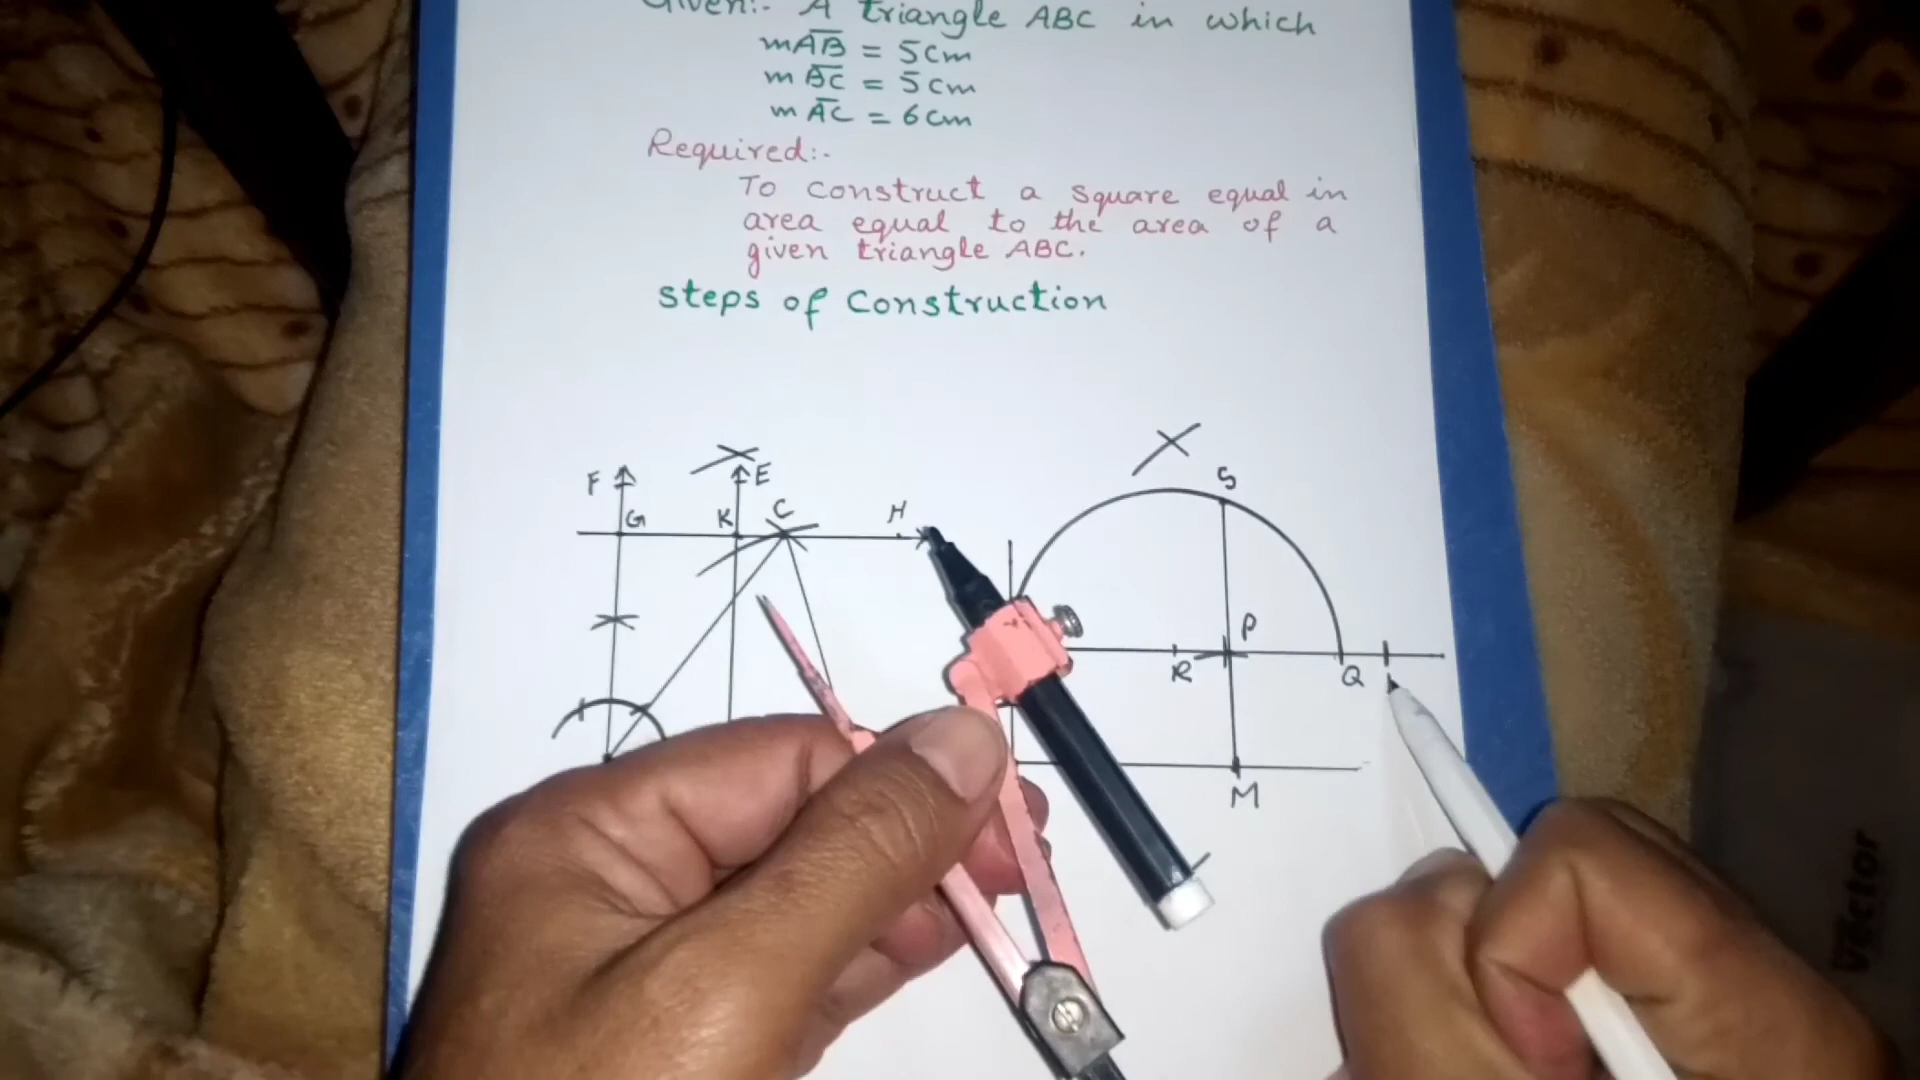 Given:- A triangle ABC in which
mAB = 5cm
mBC = 5cm
mAC = 6cm
Required:-
To construct a square equal in
area equal to the area of a
given triangle ABC.
steps of Construction
F
E
G
K
C
H
S
P
R
Q
M
Vector